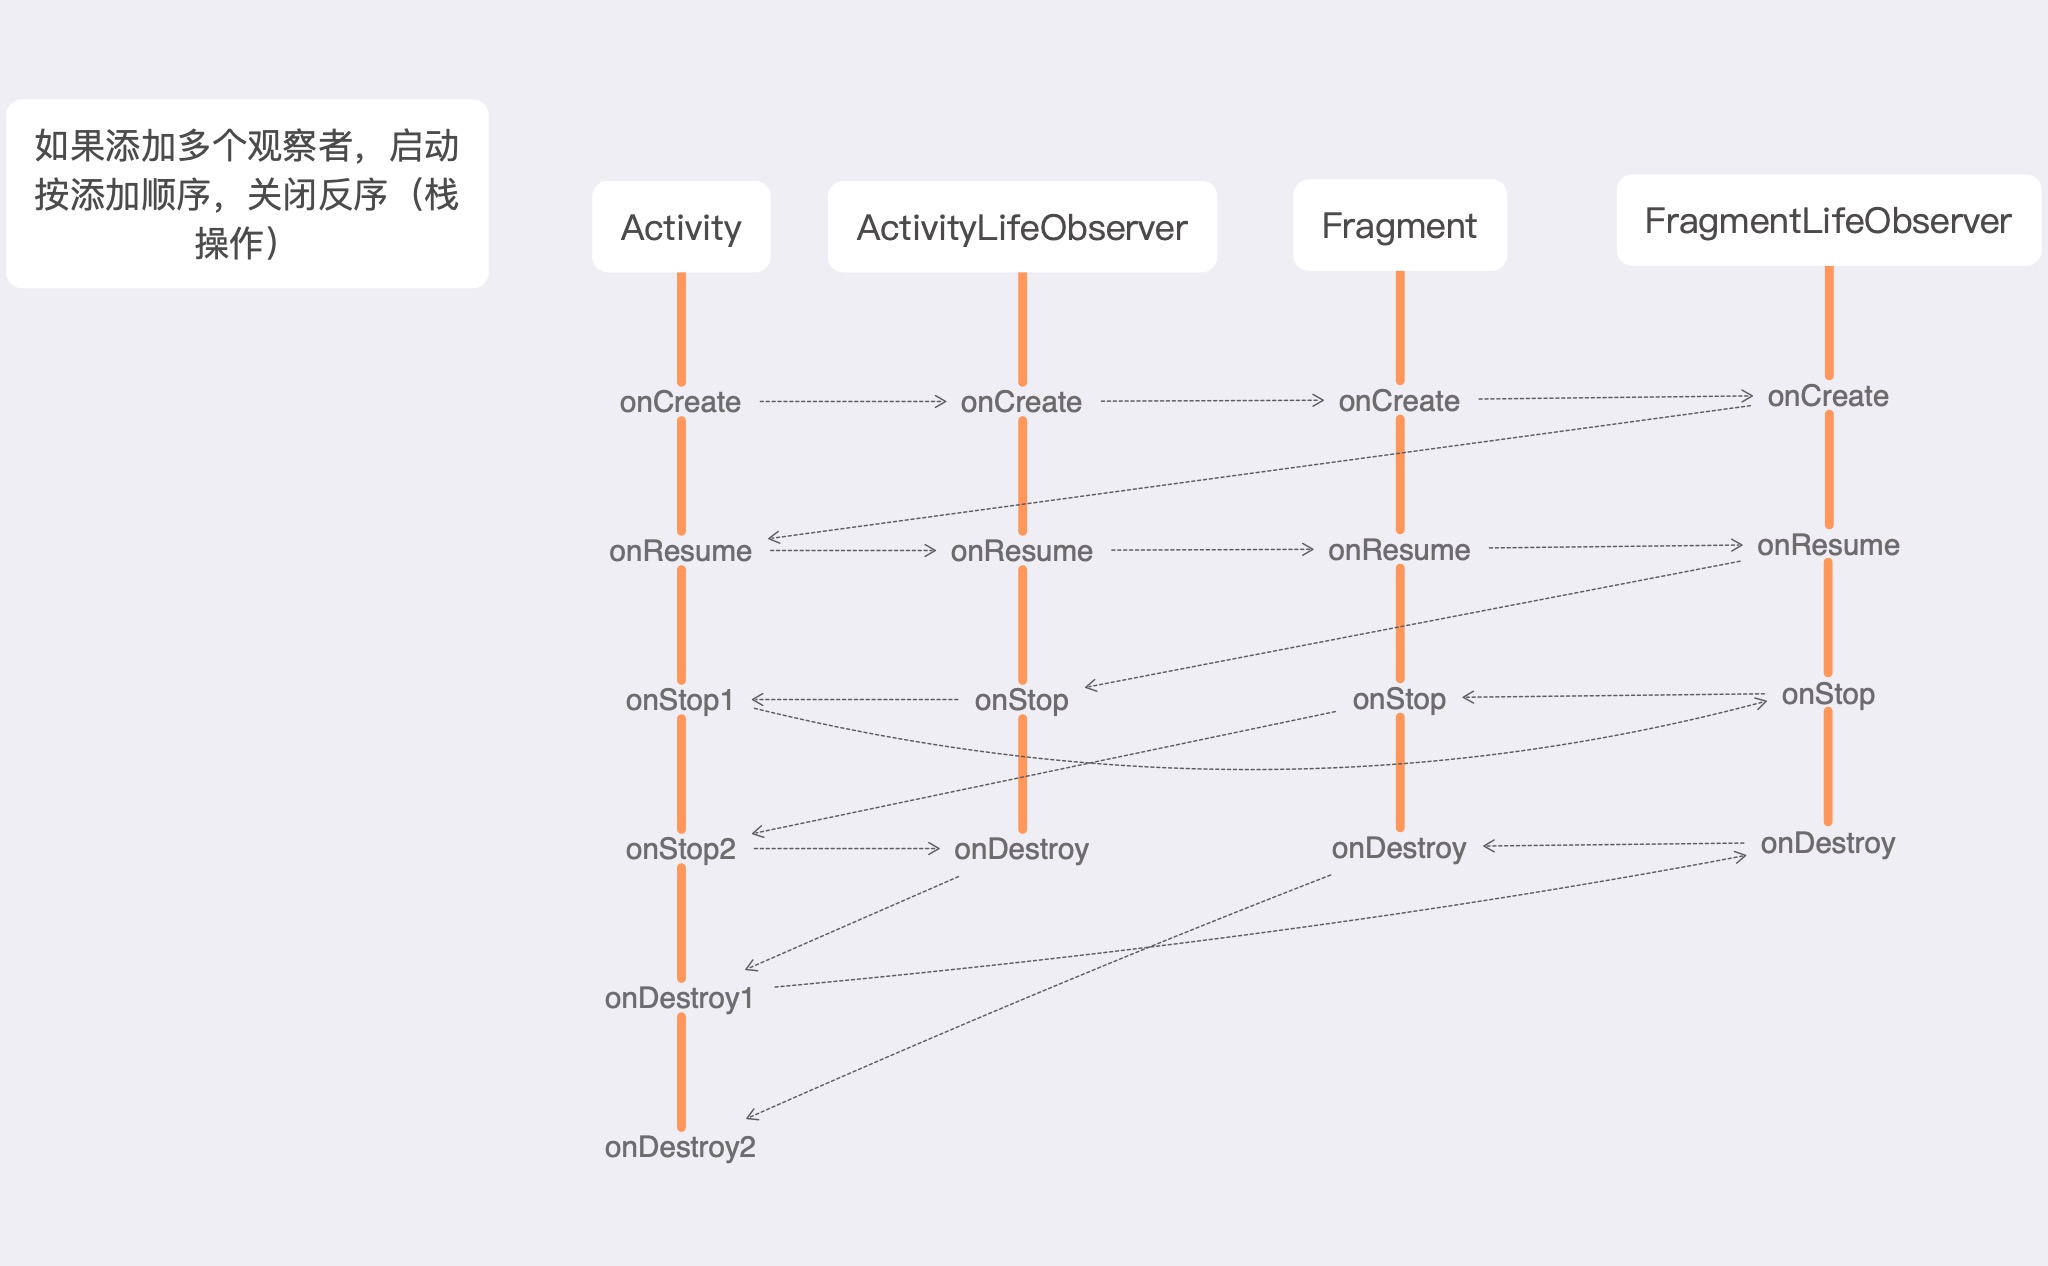 如果添加多个观察者，启动
按添加顺序，关闭反序（栈
操作）
Activity
ActivityLifeObserver
Fragment
FragmentLifeObserver
onCreate
onCreate
onCreate
onCreate
onResume
onResume
onResume
onResume
onStop1
onStop
onStop
onStop
onStop2
onDestroy
onDestroy
onDestroy
onDestroy1
onDestroy2